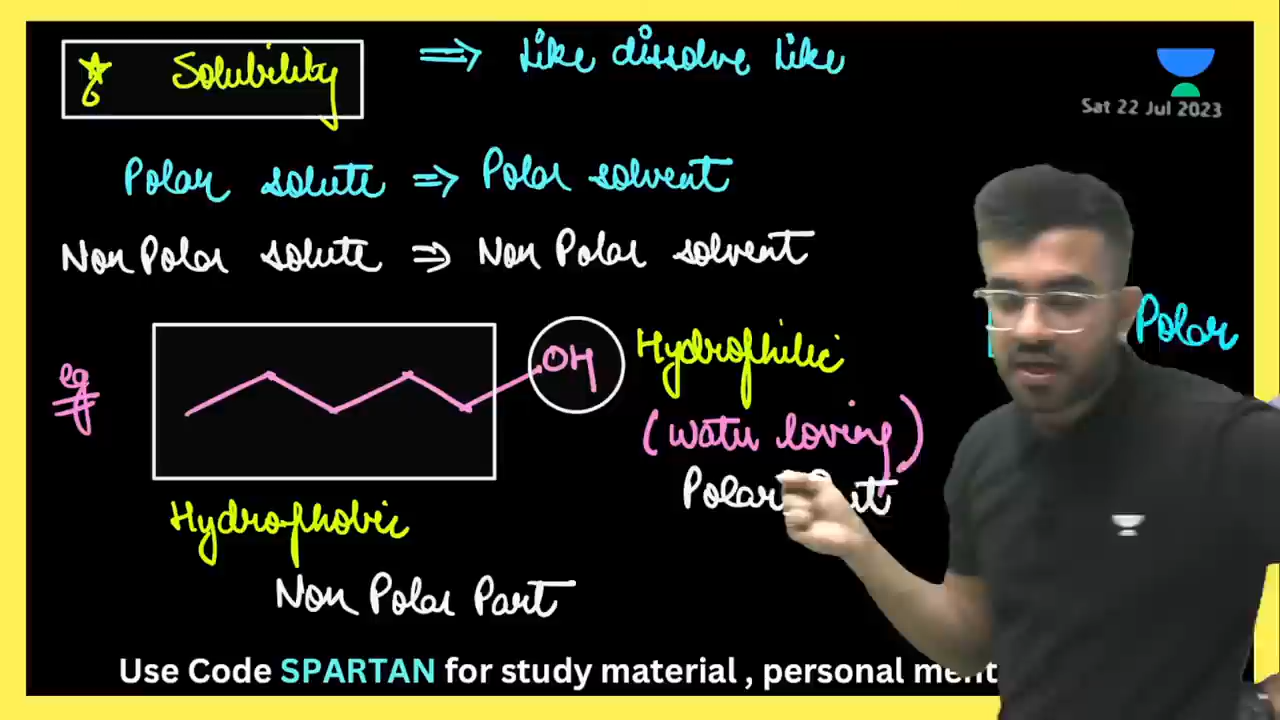 Solubility ⇒ Like dissolve like
Sat 22 Jul 2023
Polar solute ⇒ Polar solvent
Non Polar solute ⇒ Non Polar solvent
eg
OH
Hydrophilic
Polar
(Water loving)
Polar
Hydrophobic
Non Polar Part
Use Code SPARTAN for study material , personal